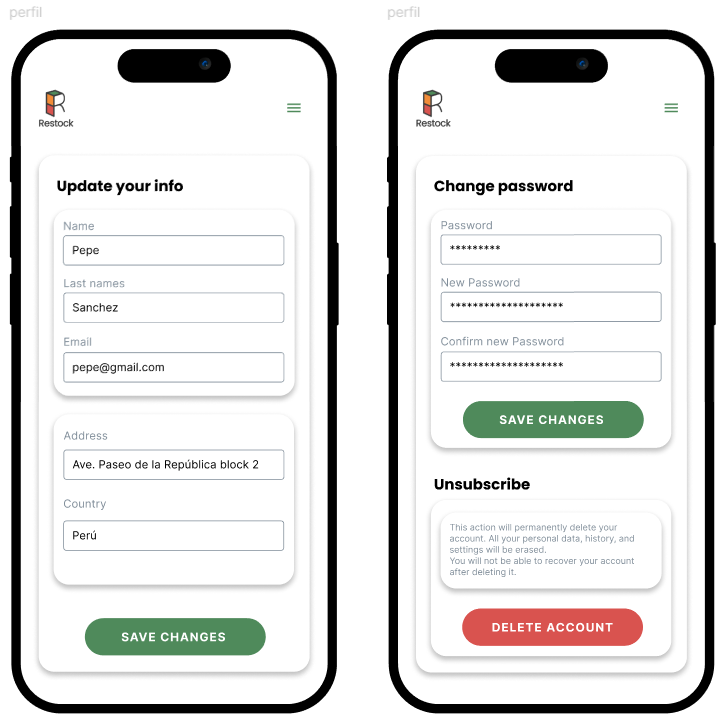 perfil
Restock
Update your info
Name
Pepe
Last names
Sanchez
Email
pepe@gmail.com
Address
Ave. Paseo de la República block 2
Country
Perú
SAVE CHANGES
perfil
Restock
Change password
Password
*********
New Password
********************
Confirm new Password
********************
SAVE CHANGES
Unsubscribe
This action will permanently delete your
account. All your personal data, history, and
settings will be erased.
You will not be able to recover your account
after deleting it.
DELETE ACCOUNT